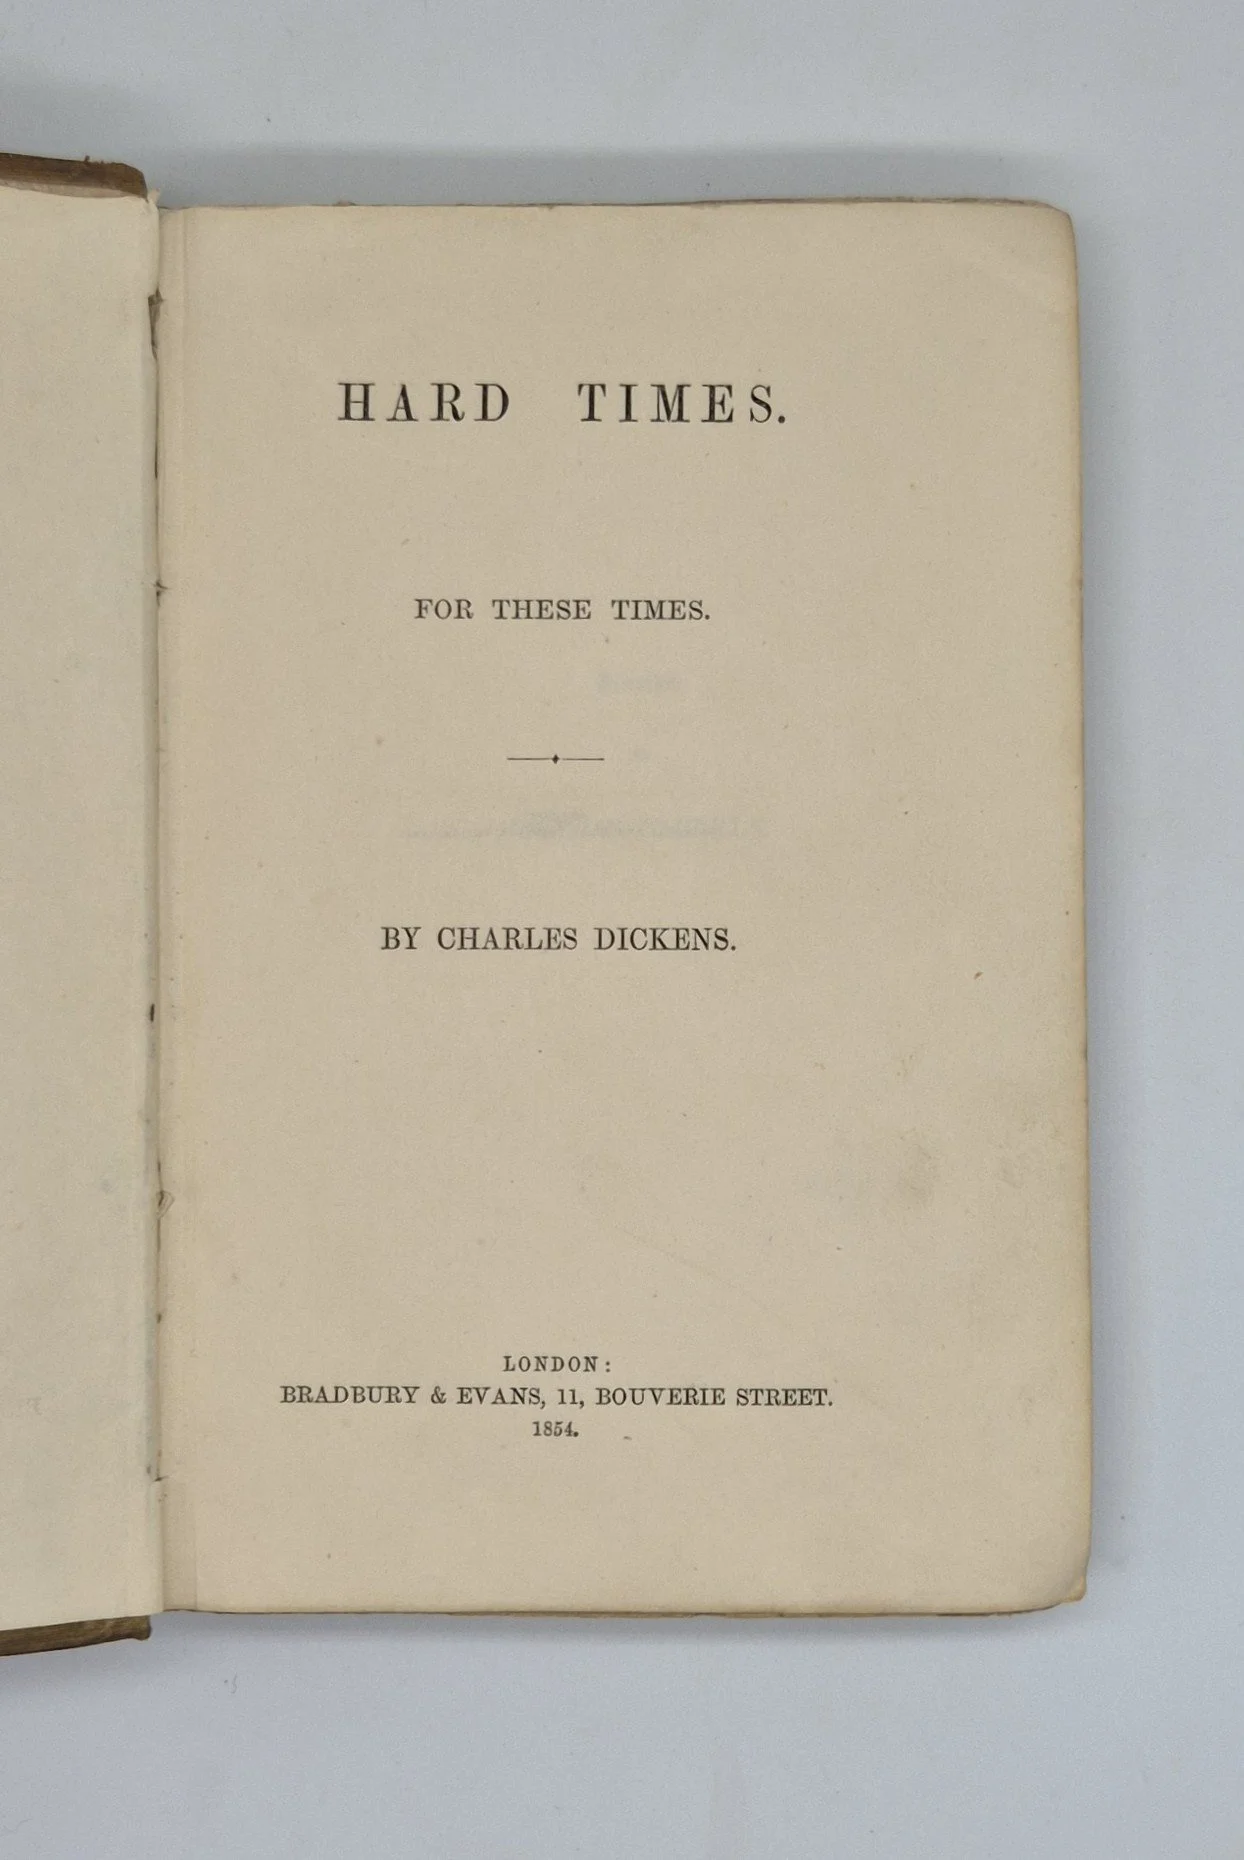 HARD TIMES.
FOR THESE TIMES.
BY CHARLES DICKENS.
LONDON:
BRADBURY & EVANS, 11, BOUVERIE STREET.
1854.